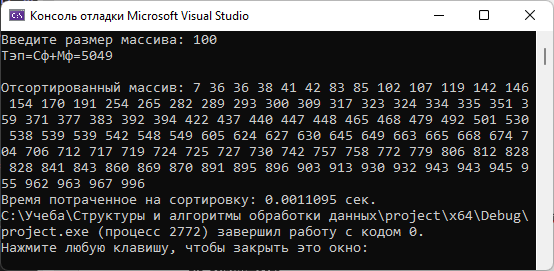 Консоль отладки Microsoft Visual Studio
Введите размер массива: 100
Тэп=Сф+Мф=5049
Отсортированный массив: 7 36 36 38 41 42 83 85 102 107 119 142 146
154 170 191 254 265 282 289 293 300 309 317 323 324 334 335 351 3
59 371 377 383 392 394 422 437 440 447 448 465 468 479 492 501 530
538 539 539 542 548 549 605 624 627 630 645 649 663 665 668 674 7
04 706 712 717 719 724 725 727 730 742 757 758 772 779 806 812 828
828 841 843 860 869 870 891 895 896 903 913 930 932 943 943 945 9
55 962 963 967 996
Время потраченное на сортировку: 0.0011095 сек.
C:\Учеба\Структуры и алгоритмы обработки данных\project\x64\Debug\
project.exe (процесс 2772) завершил работу с кодом 0.
Нажмите любую клавишу, чтобы закрыть это окно: